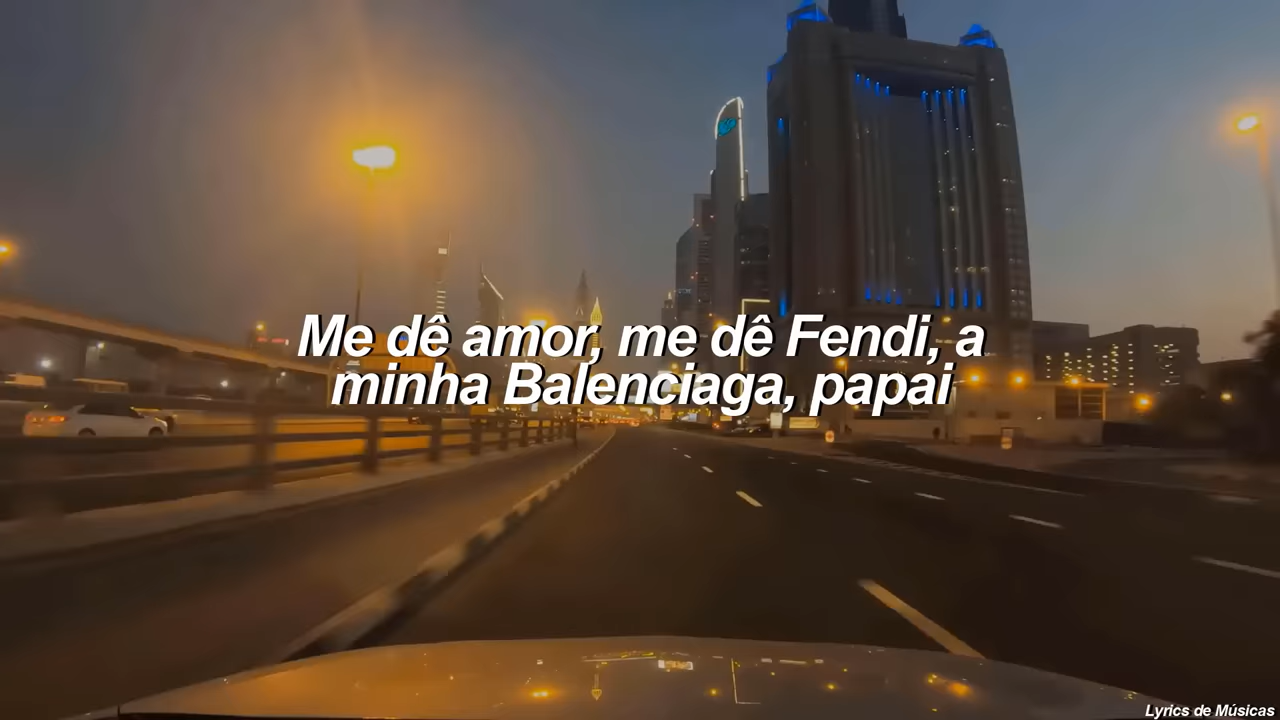 Me dê amor, me dê Fendi, a
minha Balenciaga, papai
Lyrics de Músicas